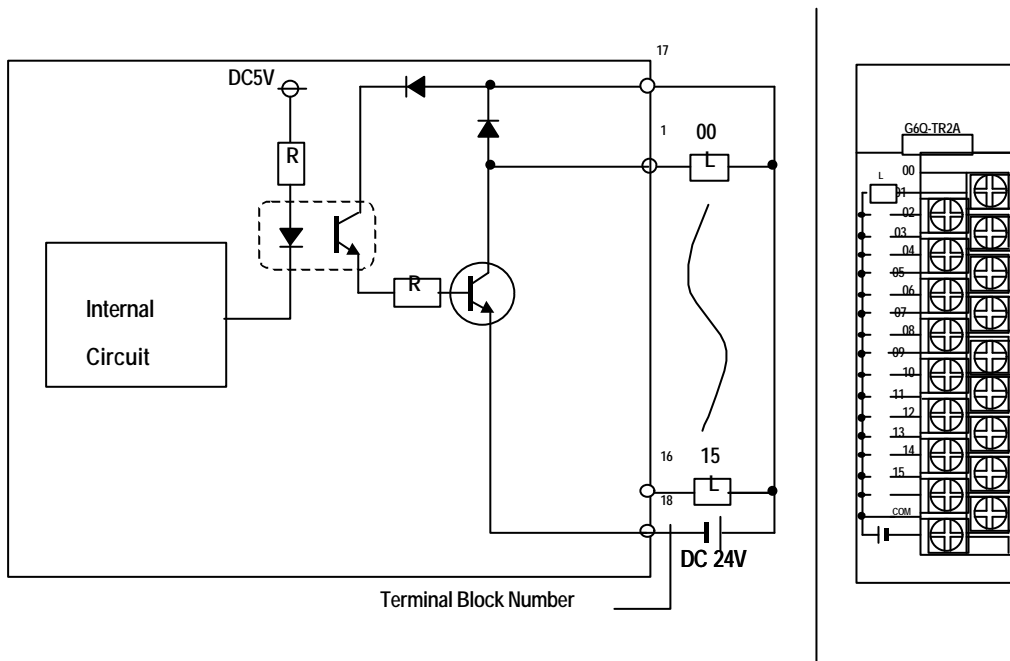 17
DC5V
1
00
R
L
Internal
Circuit
R
16
15
L
18
DC 24V
Terminal Block Number
G6Q-TR2A
L
00
01
02
03
04
05
06
07
08
09
10
11
12
13
14
15
COM